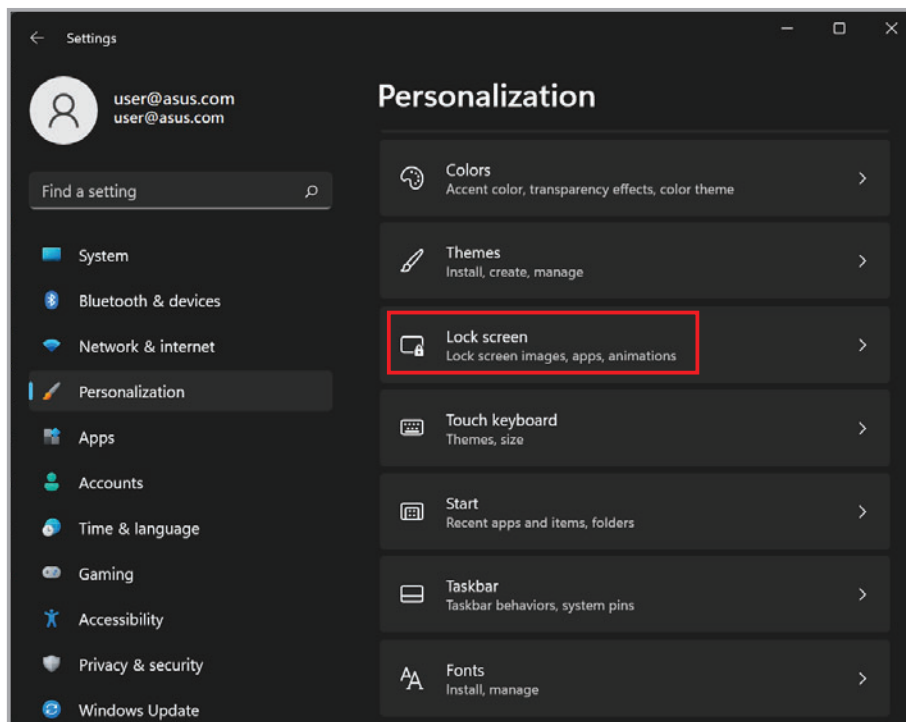 Settings
user@asus.com
user@asus.com
Find a setting
System
Bluetooth & devices
Network & internet
Personalization
Apps
Accounts
Time & language
Gaming
Accessibility
Privacy & security
Windows Update
Personalization
Colors
Accent color, transparency effects, color theme
Themes
Install, create, manage
Lock screen
Lock screen images, apps, animations
Touch keyboard
Themes, size
Start
Recent apps and items, folders
Taskbar
Taskbar behaviors, system pins
Fonts
Install, manage